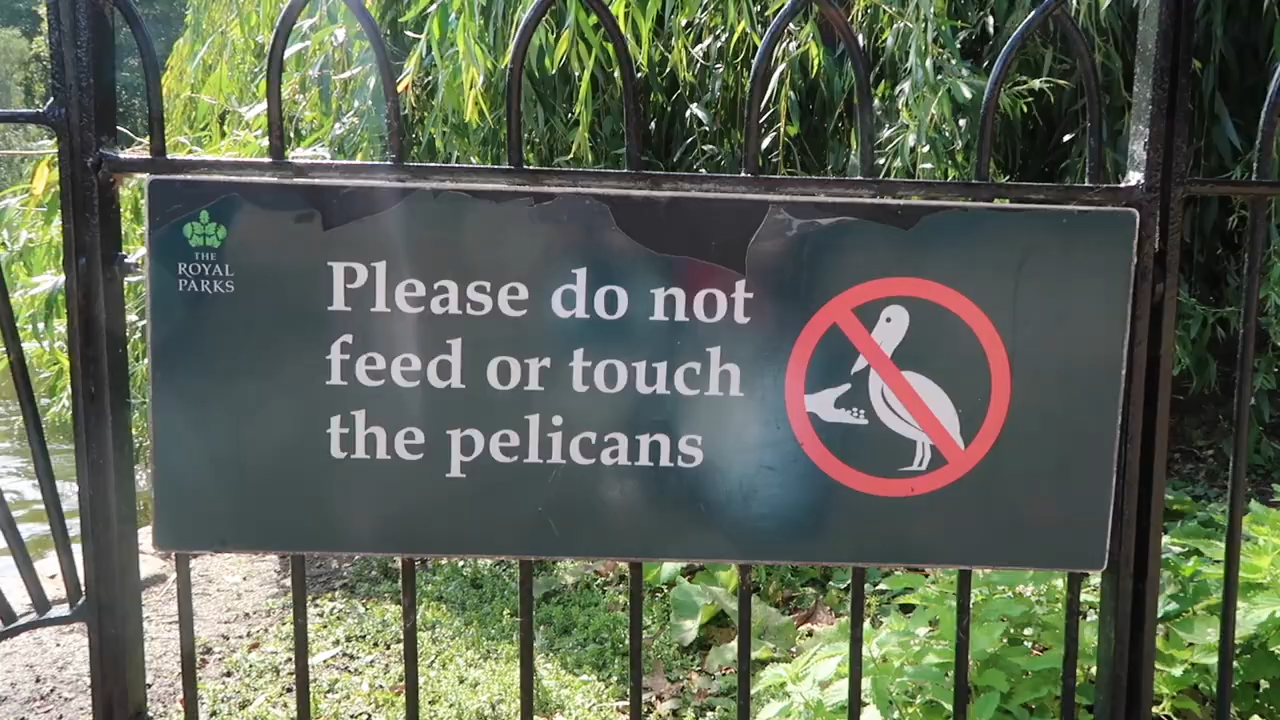 THE
ROYAL
PARKS
Please do not
feed or touch
the pelicans